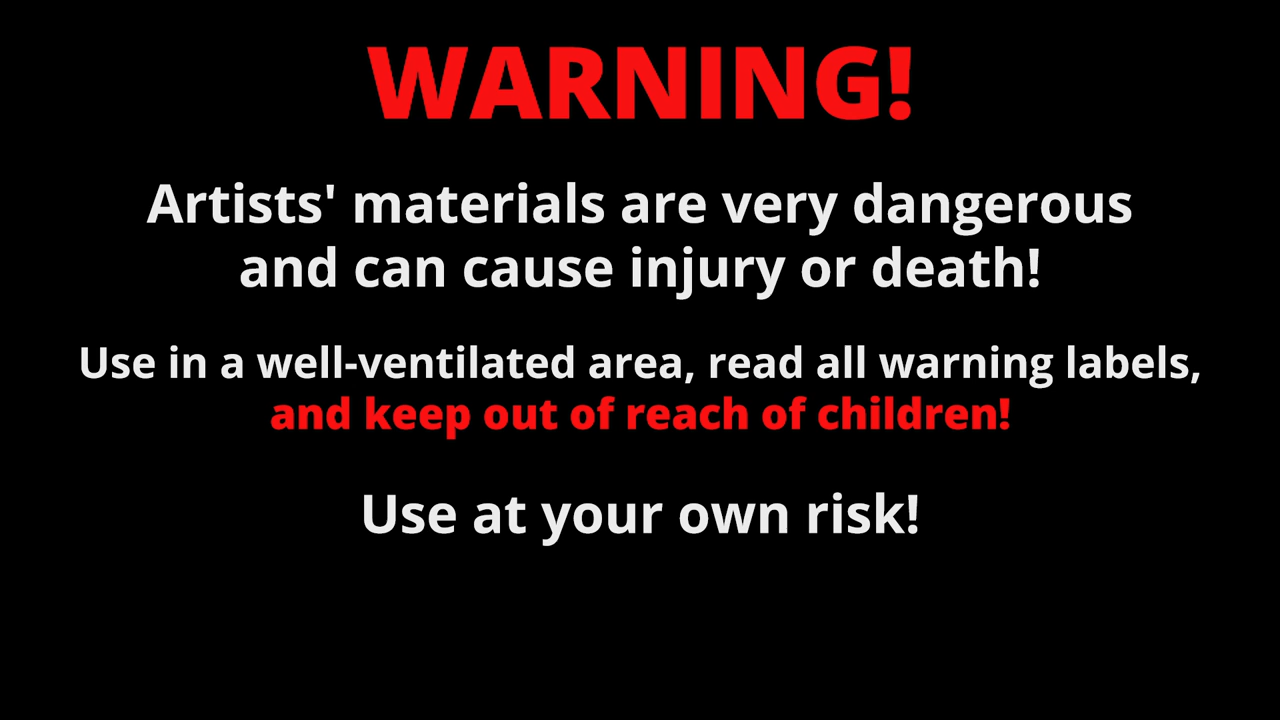 WARNING!
Artists' materials are very dangerous
and can cause injury or death!
Use in a well-ventilated area, read all warning labels,
and keep out of reach of children!
Use at your own risk!